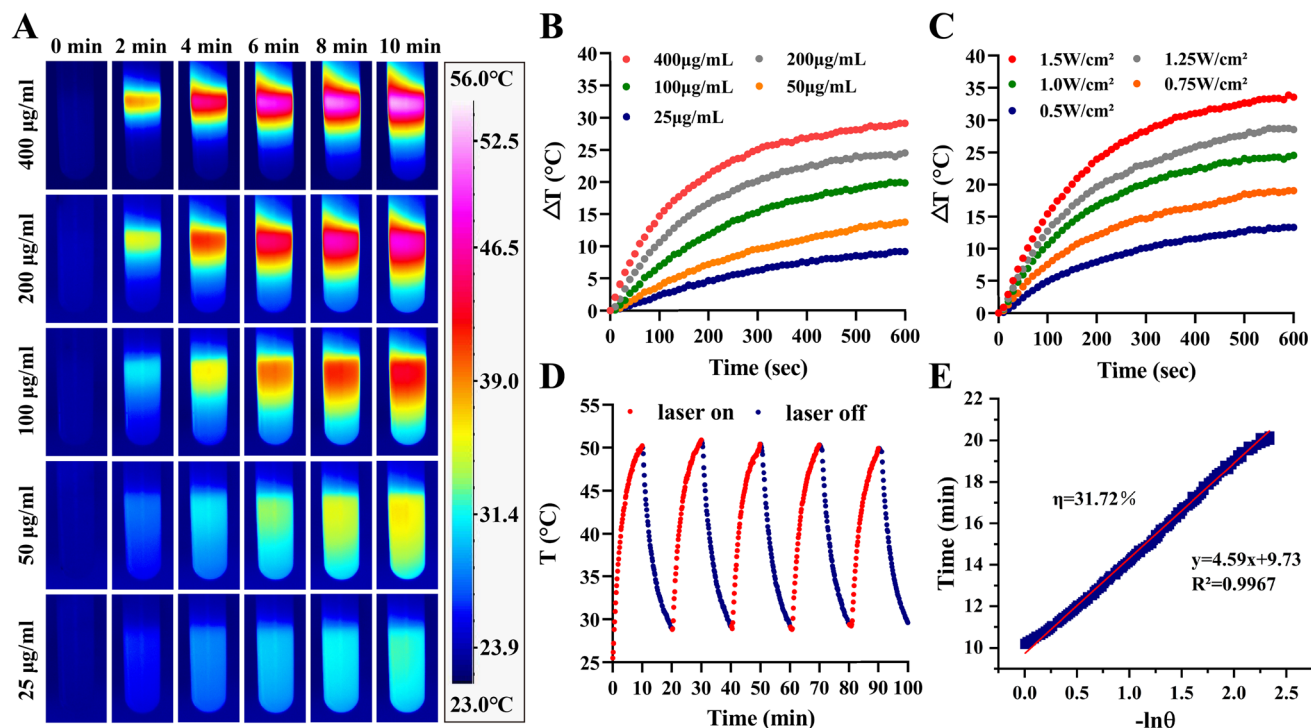 A
0 min 2 min 4 min 6 min 8 min 10 min
400 µg/ml
200 µg/ml
100 µg/ml
50 µg/ml
25 µg/ml
56.0℃
52.5
46.5
39.0
31.4
23.9
23.0℃
B
400µg/mL 200µg/mL
100µg/mL 50µg/mL
25µg/mL
40
35
30
25
20
15
10
5
0
ΔT (°C)
0 100 200 300 400 500 600
Time (sec)
C
1.5W/cm² 1.25W/cm²
1.0W/cm² 0.75W/cm²
0.5W/cm²
40
35
30
25
20
15
10
5
0
ΔT (°C)
0 100 200 300 400 500 600
Time (sec)
D
laser on laser off
55
50
45
40
35
30
25
T (°C)
0 10 20 30 40 50 60 70 80 90 100
Time (min)
E
22
20
18
16
14
12
10
Time (min)
η=31.72%
y=4.59x+9.73
R²=0.9967
0.0 0.5 1.0 1.5 2.0 2.5
-lnθ